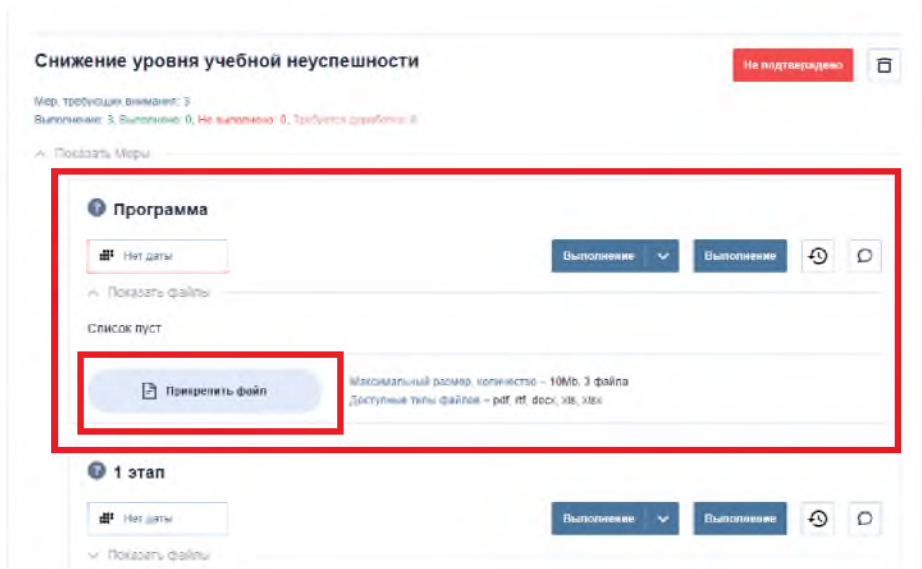 Снижение уровня учебной неуспешности
Не подтверждено
Мер, требующих внимания: 3
Выполнение: 3, Выполнено: 0, Не выполнено: 0, Требуется доработка: 0
Показать Меры
Программа
Нет даты
Выполнение
Выполнение
Показать файлы
Список пуст
Прикрепить файл
Максимальный размер, количество – 10Mb, 3 файла
Доступные типы файлов – pdf, rtf, docx, xls, xlsx
1 этап
Нет даты
Выполнение
Выполнение
Показать файлы